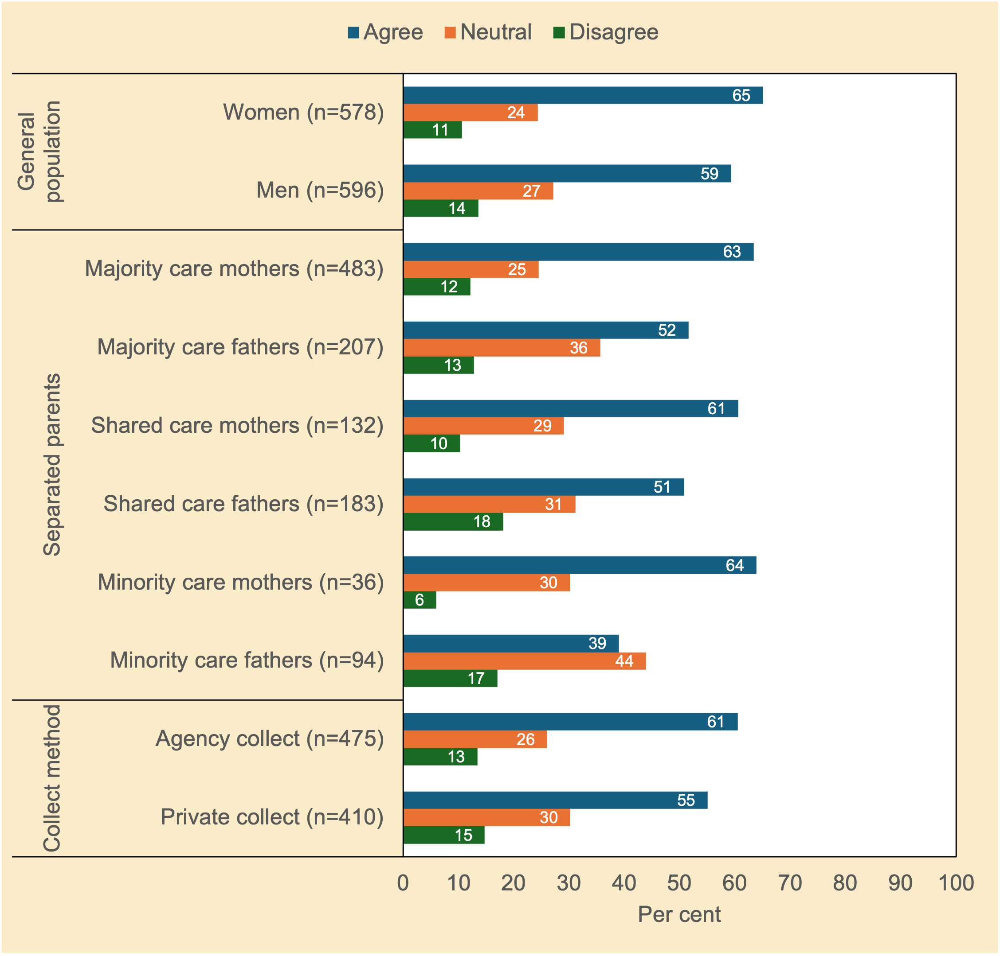 Agree Neutral Disagree
General
population
Women (n=578)
65
24
11
Men (n=596)
59
27
14
Separated parents
Majority care mothers (n=483)
63
25
12
Majority care fathers (n=207)
52
36
13
Shared care mothers (n=132)
61
29
10
Shared care fathers (n=183)
51
31
18
Minority care mothers (n=36)
64
30
6
Minority care fathers (n=94)
39
44
17
Collect method
Agency collect (n=475)
61
26
13
Private collect (n=410)
55
30
15
0 10 20 30 40 50 60 70 80 90 100
Per cent